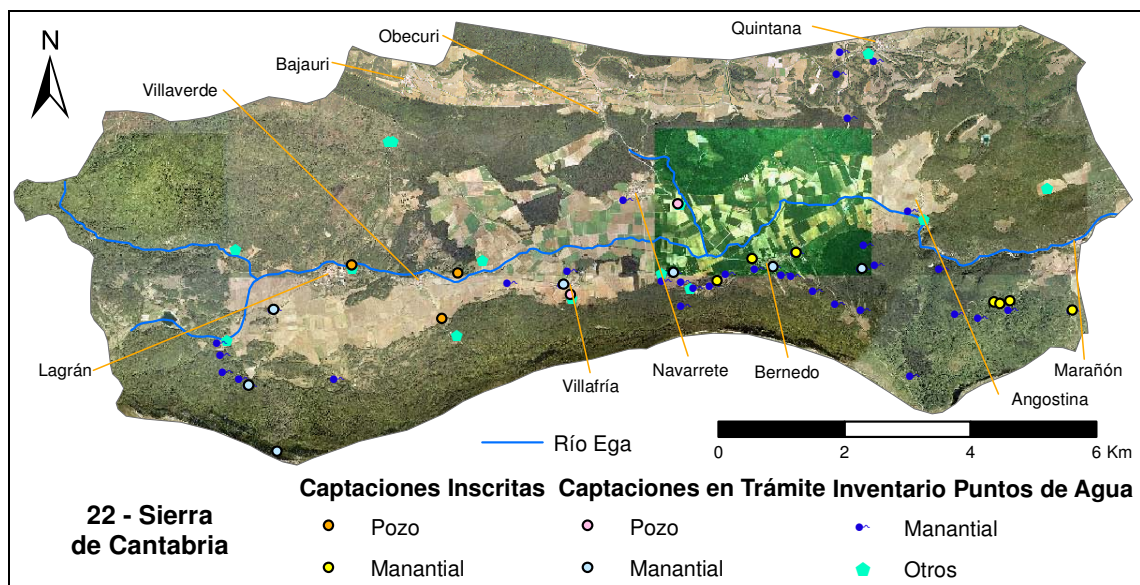 N
Obecuri
Quintana
Bajauri
Villaverde
Lagrán
Villafría
Navarrete
Bernedo
Marañón
Angostina
Río Ega
0 2 4 6 Km
22 - Sierra
de Cantabria
Captaciones Inscritas
Pozo
Manantial
Captaciones en Trámite
Pozo
Manantial
Inventario Puntos de Agua
Manantial
Otros